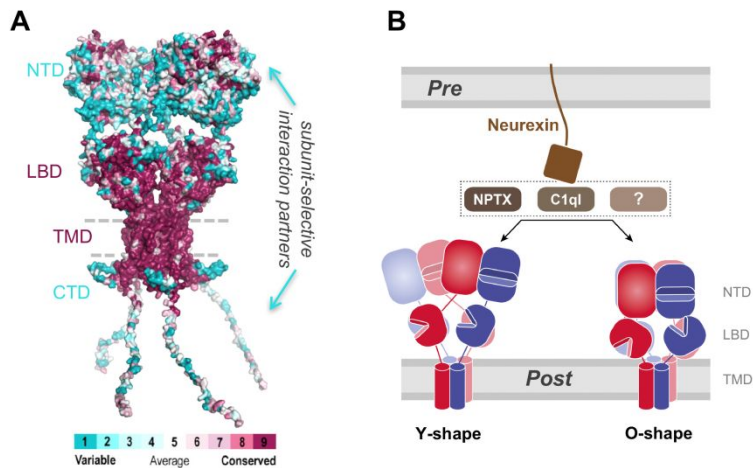 A
NTD
LBD
TMD
CTD
subunit-selective
interaction partners
1 2 3 4 5 6 7 8 9
Variable Average Conserved
B
Pre
Neurexin
NPTX C1ql ?
NTD
LBD
Post TMD
Y-shape O-shape